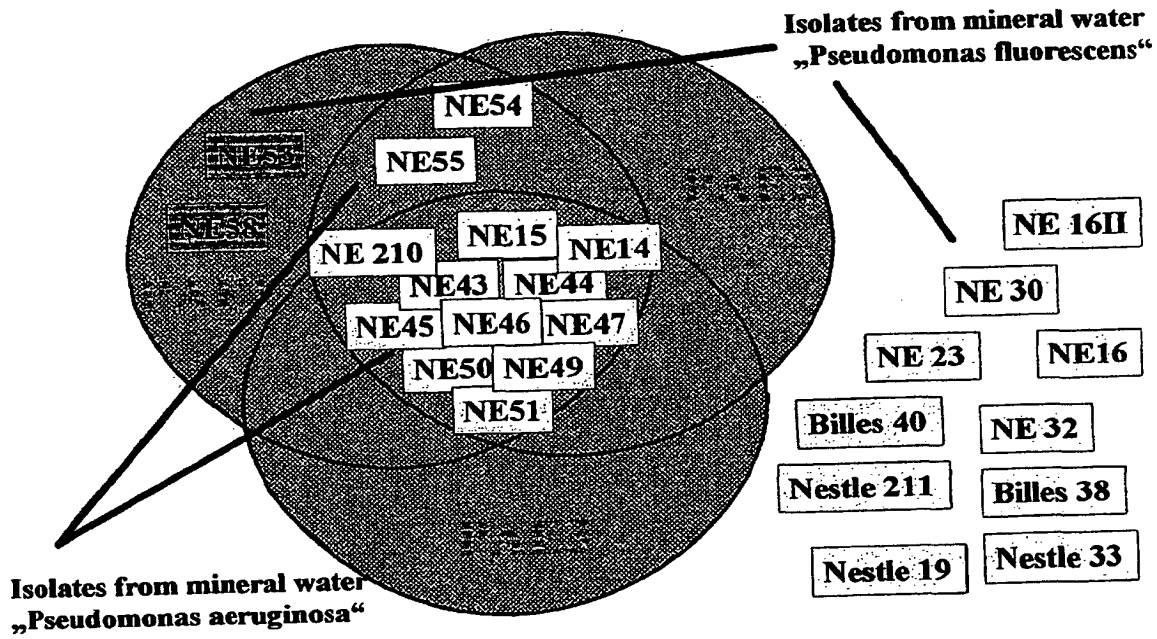 Isolates from mineral water
„Pseudomonas fluorescens“
NE54
NE53
NE55
NE58
NE 210
NE15
NE14
NE43
NE44
NE45
NE46
NE47
NE50
NE49
NE51
NE 16II
NE 30
NE 23
NE16
Billes 40
NE 32
Nestle 211
Billes 38
Nestle 19
Nestle 33
Isolates from mineral water
„Pseudomonas aeruginosa“